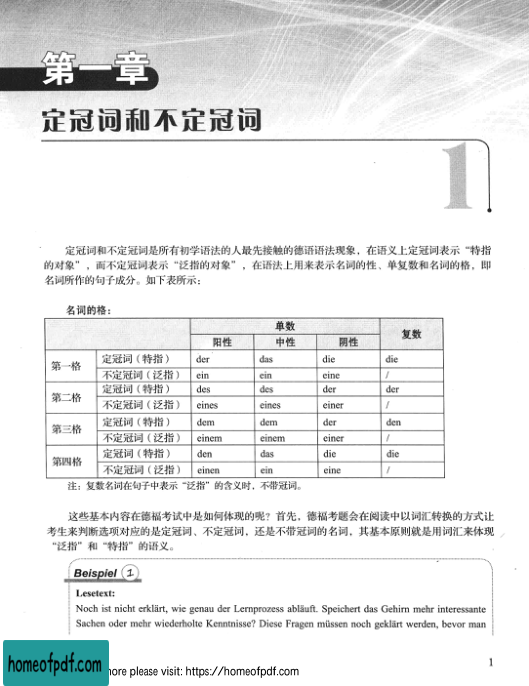 第一章
定冠词和不定冠词
1
定冠词和不定冠词是所有初学语法的人最先接触的德语语法现象，在语义上定冠词表示“特指
的对象”，而不定冠词表示“泛指的对象”，在语法上用来表示名词的性、单复数和名词的格，即
名词所作的句子成分。如下表所示：
名词的格：
单数 复数
阳性 中性 阴性
第一格 定冠词（特指） der das die die
不定冠词（泛指） ein ein eine /
第二格 定冠词（特指） des des der der
不定冠词（泛指） eines eines einer /
第三格 定冠词（特指） dem dem der den
不定冠词（泛指） einem einem einer /
第四格 定冠词（特指） den das die die
不定冠词（泛指） einen ein eine /
注：复数名词在句子中表示“泛指”的含义时，不带冠词。
这些基本内容在德福考试中是如何体现的呢？首先，德福考题会在阅读中以词汇转换的方式让
考生来判断选项对应的是定冠词、不定冠词，还是不带冠词的名词，其基本原则就是用词汇来体现
“泛指”和“特指”的语义。
Beispiel 1
Lesetext:
Noch ist nicht erklärt, wie genau der Lernprozess abläuft. Speichert das Gehirn mehr interessante
Sachen oder mehr wiederholte Kenntnisse? Diese Fragen müssen noch geklärt werden, bevor man
1
homeofpdf.com
ore please visit: https://homeofpdf.com